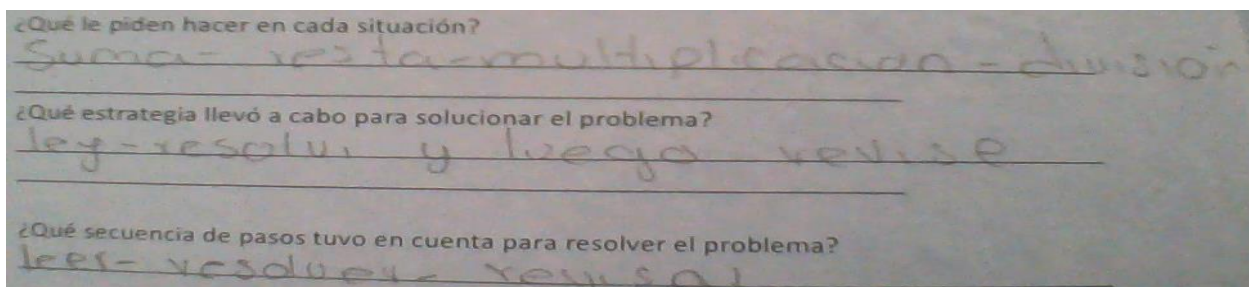 ¿Qué le piden hacer en cada situación?
Suma- resta-multiplicación-división
¿Qué estrategia llevó a cabo para solucionar el problema?
ley-resolvi y luego revise
¿Qué secuencia de pasos tuvo en cuenta para resolver el problema?
leer- resolver- revisar